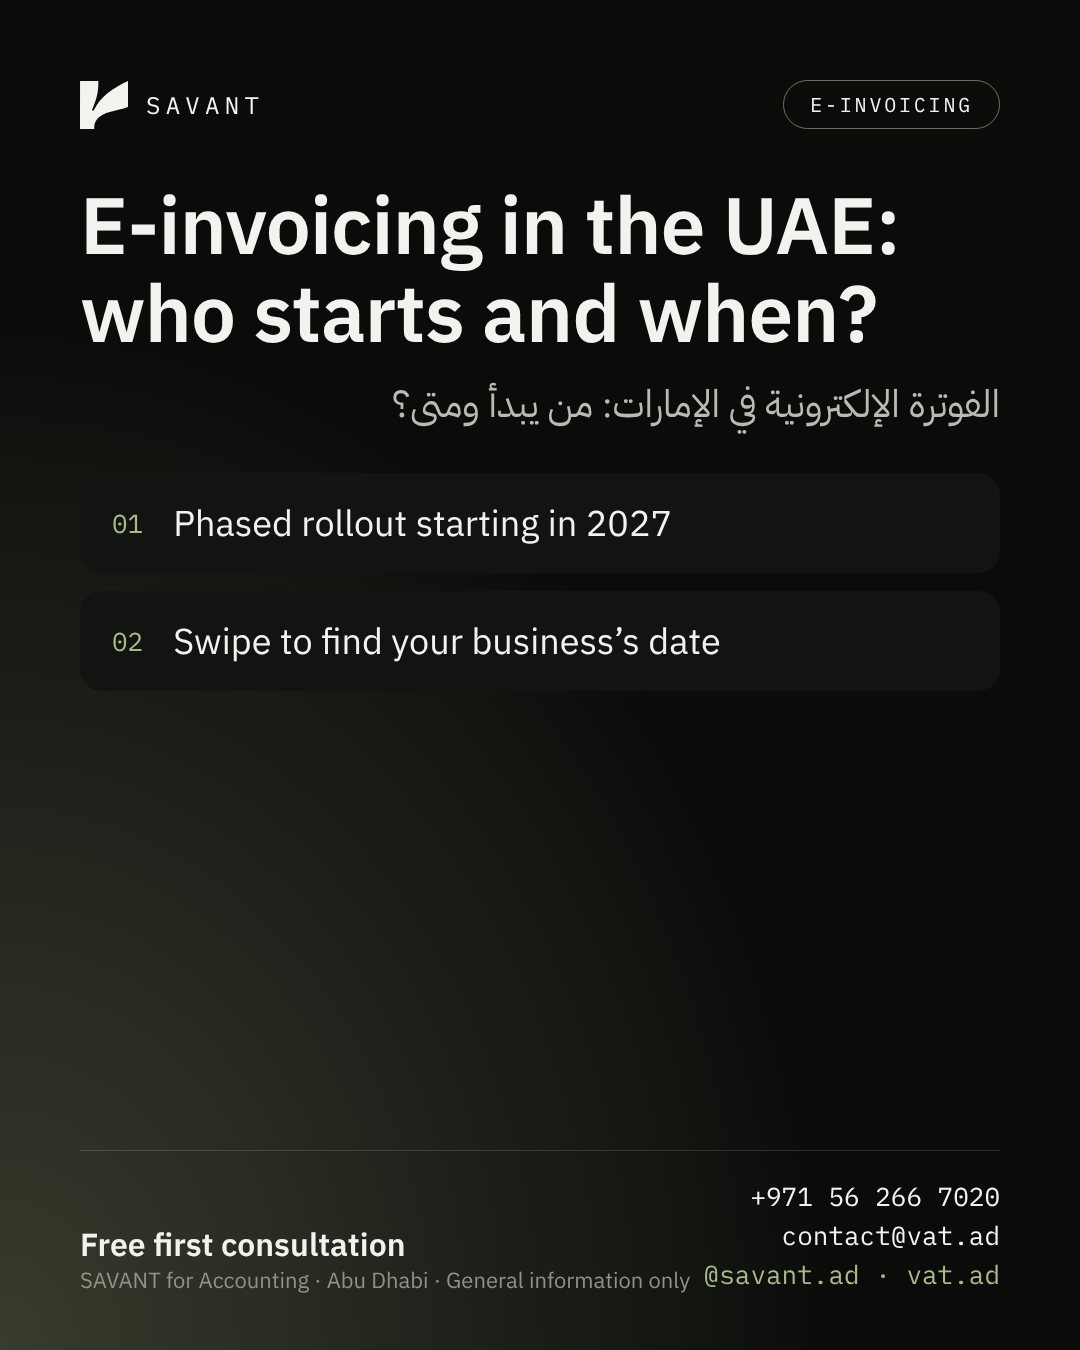 SAVANT
E-INVOICING
E-invoicing in the UAE:
who starts and when?
الفوترة الإلكترونية في الإمارات: من يبدأ ومتى؟
01 Phased rollout starting in 2027
02 Swipe to find your business’s date
+971 56 266 7020
contact@vat.ad
Free first consultation
SAVANT for Accounting · Abu Dhabi · General information only
@savant.ad · vat.ad